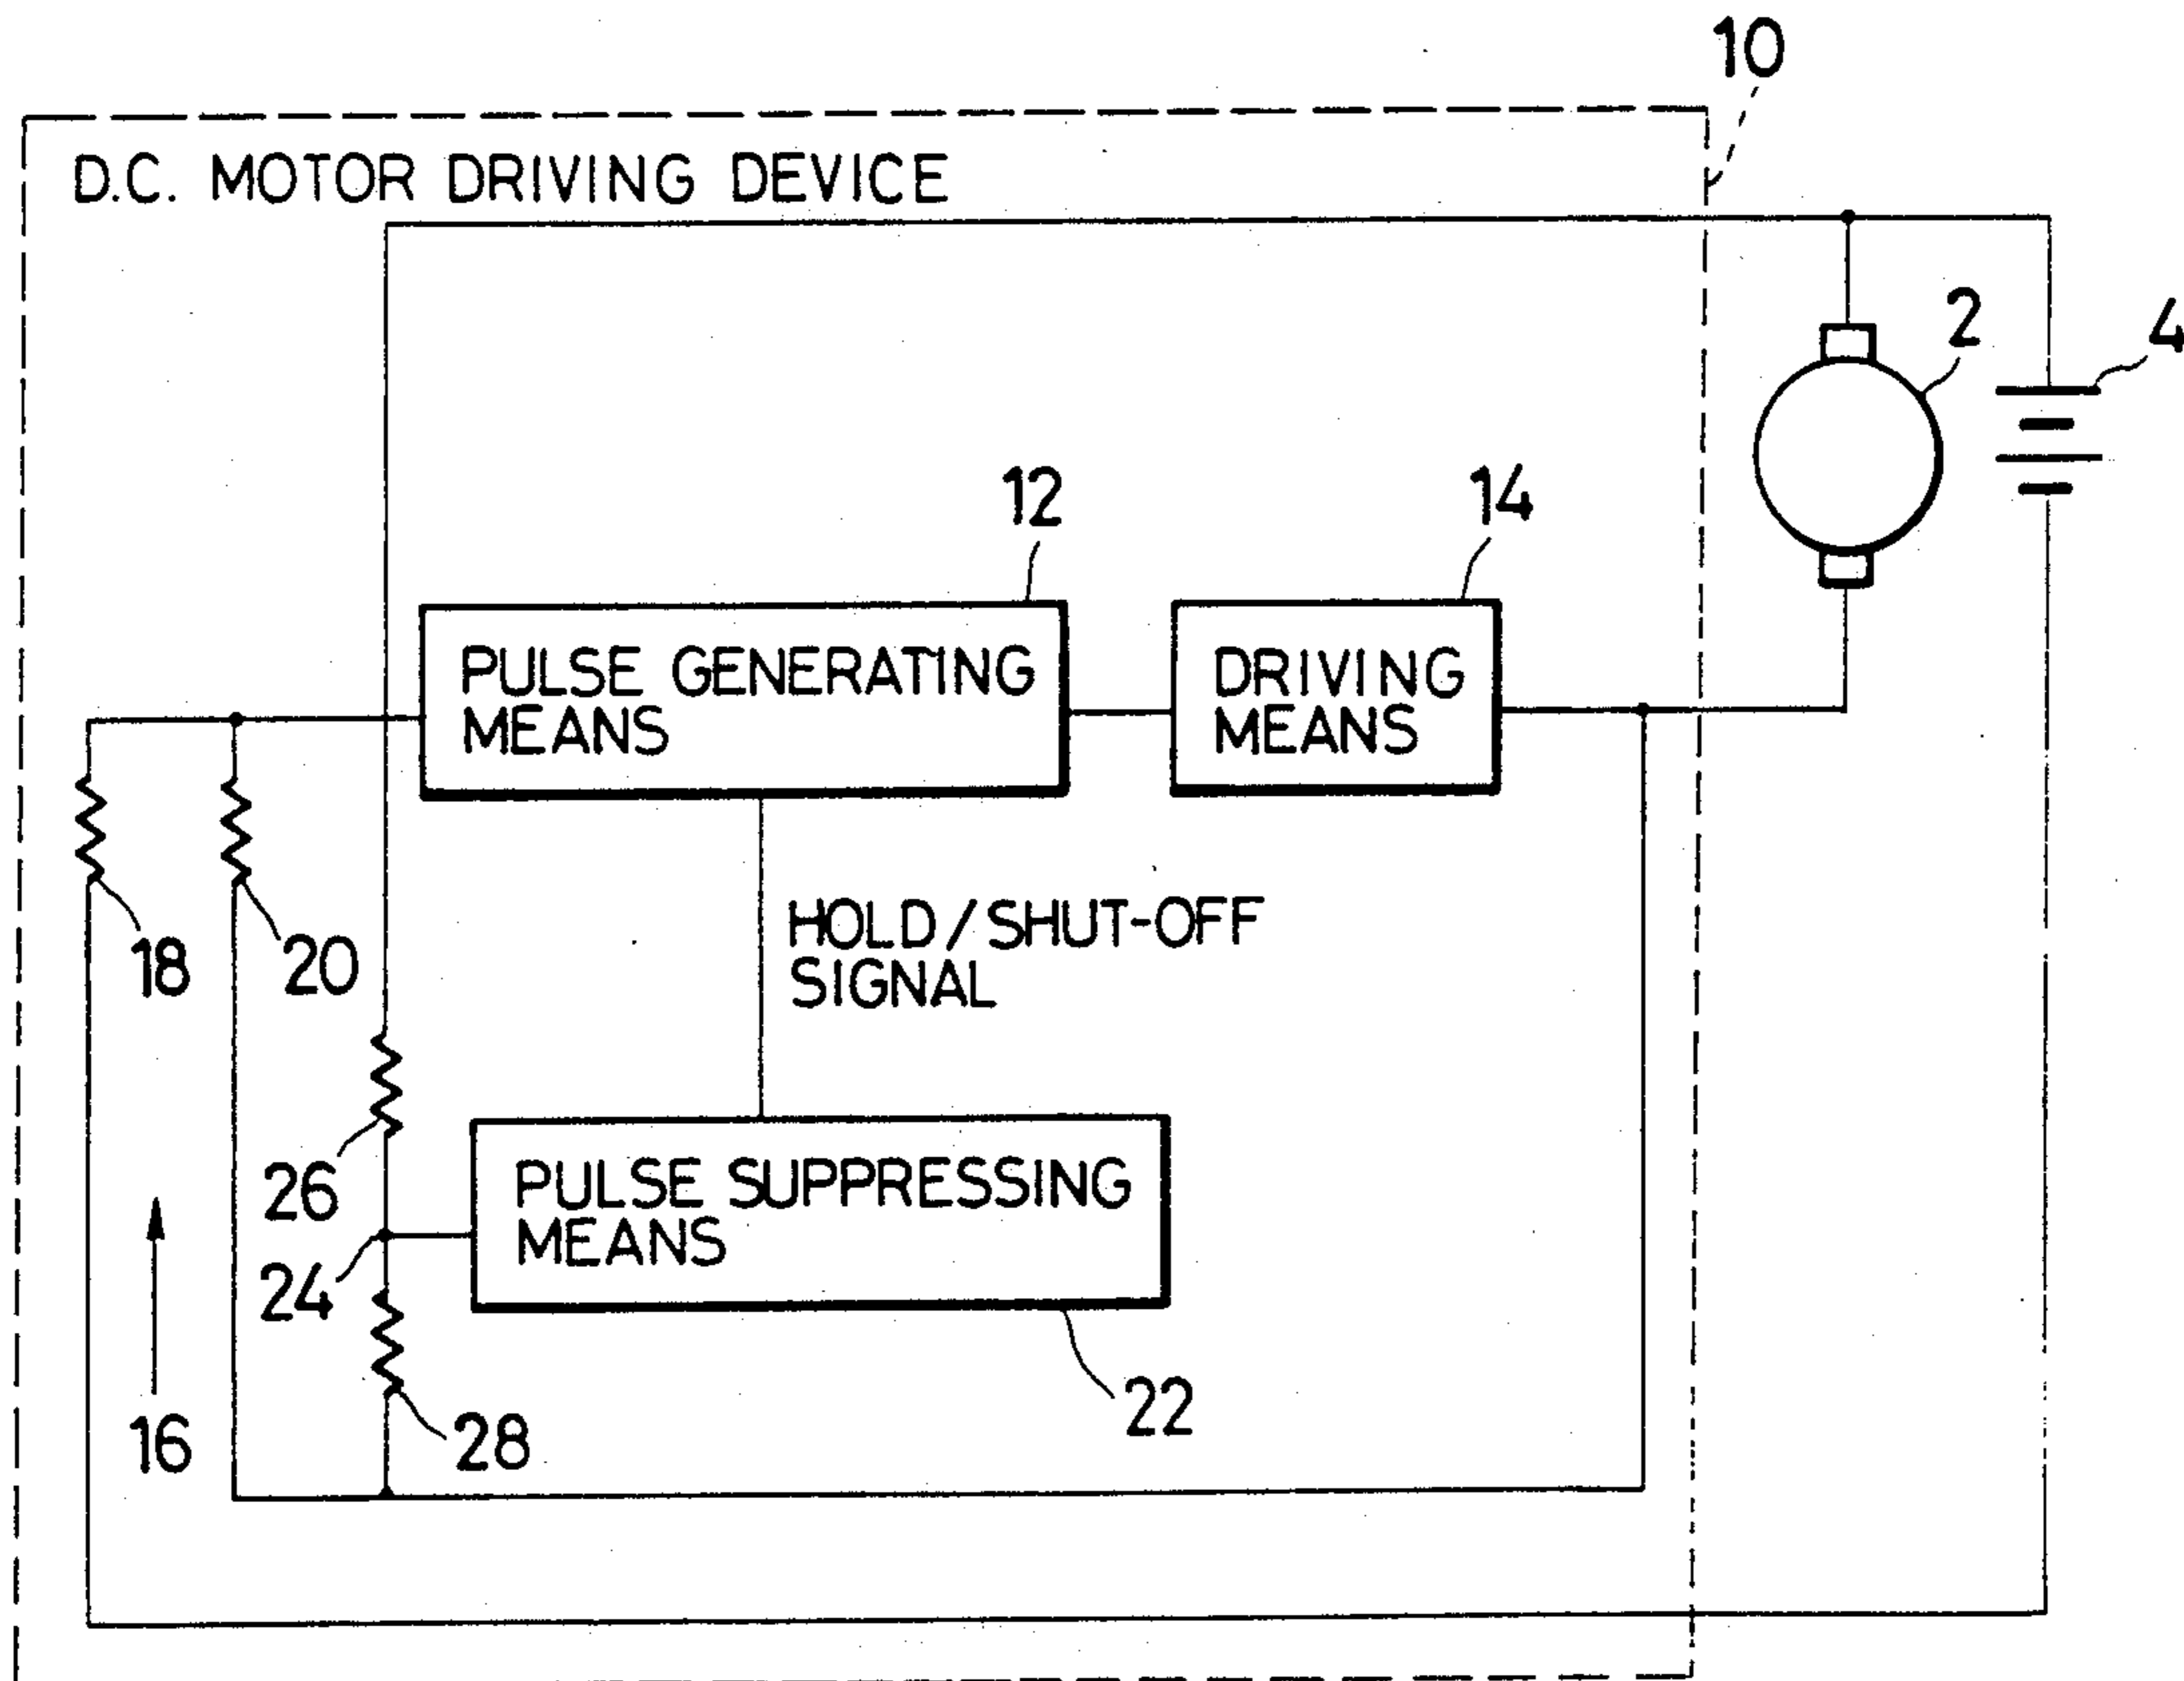 10
D.C. MOTOR DRIVING DEVICE
2
4
12
14
PULSE GENERATING
MEANS
DRIVING
MEANS
18
20
HOLD/SHUT-OFF
SIGNAL
26
PULSE SUPPRESSING
MEANS
24
22
16
28